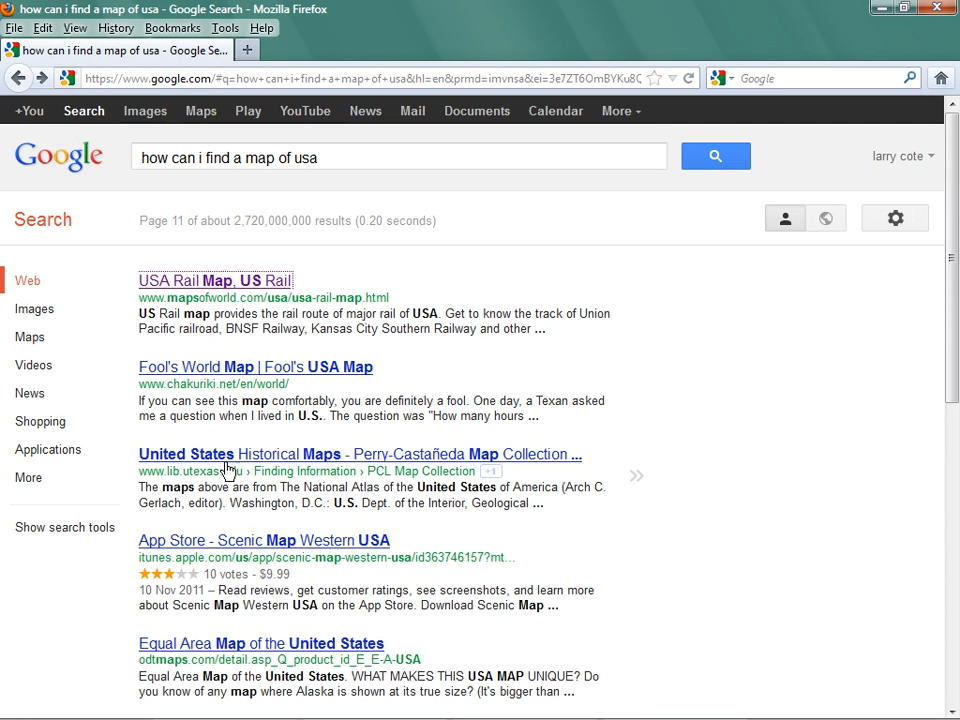 how can i find a map of usa - Google Search - Mozilla Firefox
File Edit View History Bookmarks Tools Help
how can i find a map of usa - Google Se...
https://www.google.com/#q=how+can+i+find+a+map+of+usa&hl=en&prmd=imvnsa&ei=3e7ZT6OmBYKu8Q Google
+You Search Images Maps Play YouTube News Mail Documents Calendar More
Google how can i find a map of usa larry cote
Search Page 11 of about 2,720,000,000 results (0.20 seconds)
Web
Images
Maps
Videos
News
Shopping
Applications
More
Show search tools
USA Rail Map, US Rail
www.mapsofworld.com/usa/usa-rail-map.html
US Rail map provides the rail route of major rail of USA. Get to know the track of Union
Pacific railroad, BNSF Railway, Kansas City Southern Railway and other ...
Fool's World Map | Fool's USA Map
www.chakuriki.net/en/world/
If you can see this map comfortably, you are definitely a fool. One day, a Texan asked
me a question when I lived in U.S.. The question was "How many hours ...
United States Historical Maps - Perry-Castañeda Map Collection ...
www.lib.utexas u › Finding Information › PCL Map Collection +1
The maps above are from The National Atlas of the United States of America (Arch C.
Gerlach, editor). Washington, D.C.: U.S. Dept. of the Interior, Geological ...
App Store - Scenic Map Western USA
itunes.apple.com/us/app/scenic-map-western-usa/id363746157?mt...
10 votes - $9.99
10 Nov 2011 – Read reviews, get customer ratings, see screenshots, and learn more
about Scenic Map Western USA on the App Store. Download Scenic Map ...
Equal Area Map of the United States
odtmaps.com/detail.asp_Q_product_id_E_E-A-USA
Equal Area Map of the United States. WHAT MAKES THIS USA MAP UNIQUE? Do
you know of any map where Alaska is shown at its true size? (It's bigger than ...